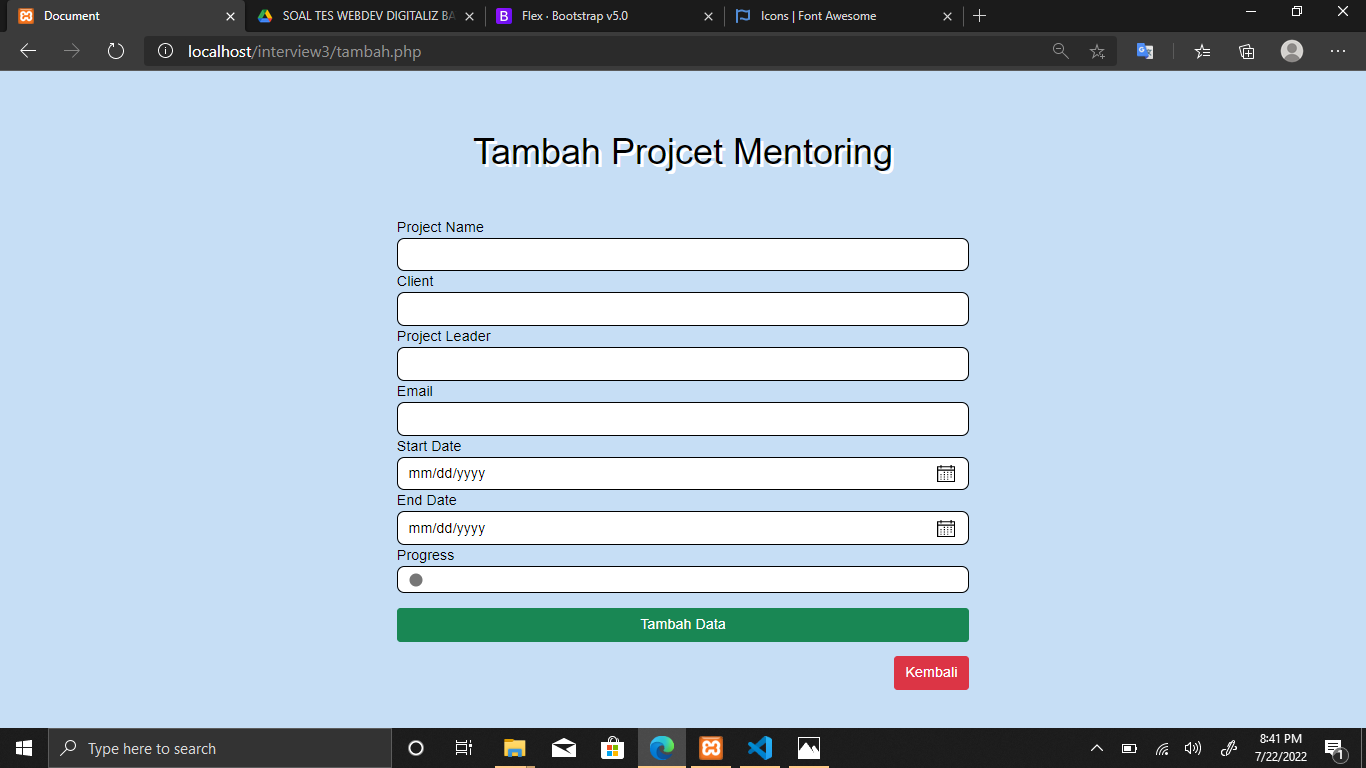 Document
SOAL TES WEBDEV DIGITALIZ BA
B
Flex · Bootstrap v5.0
Icons | Font Awesome
localhost/interview3/tambah.php
Tambah Projcet Mentoring
Project Name
Client
Project Leader
Email
Start Date
mm/dd/yyyy
End Date
mm/dd/yyyy
Progress
Tambah Data
Kembali
Type here to search
8:41 PM
7/22/2022
1